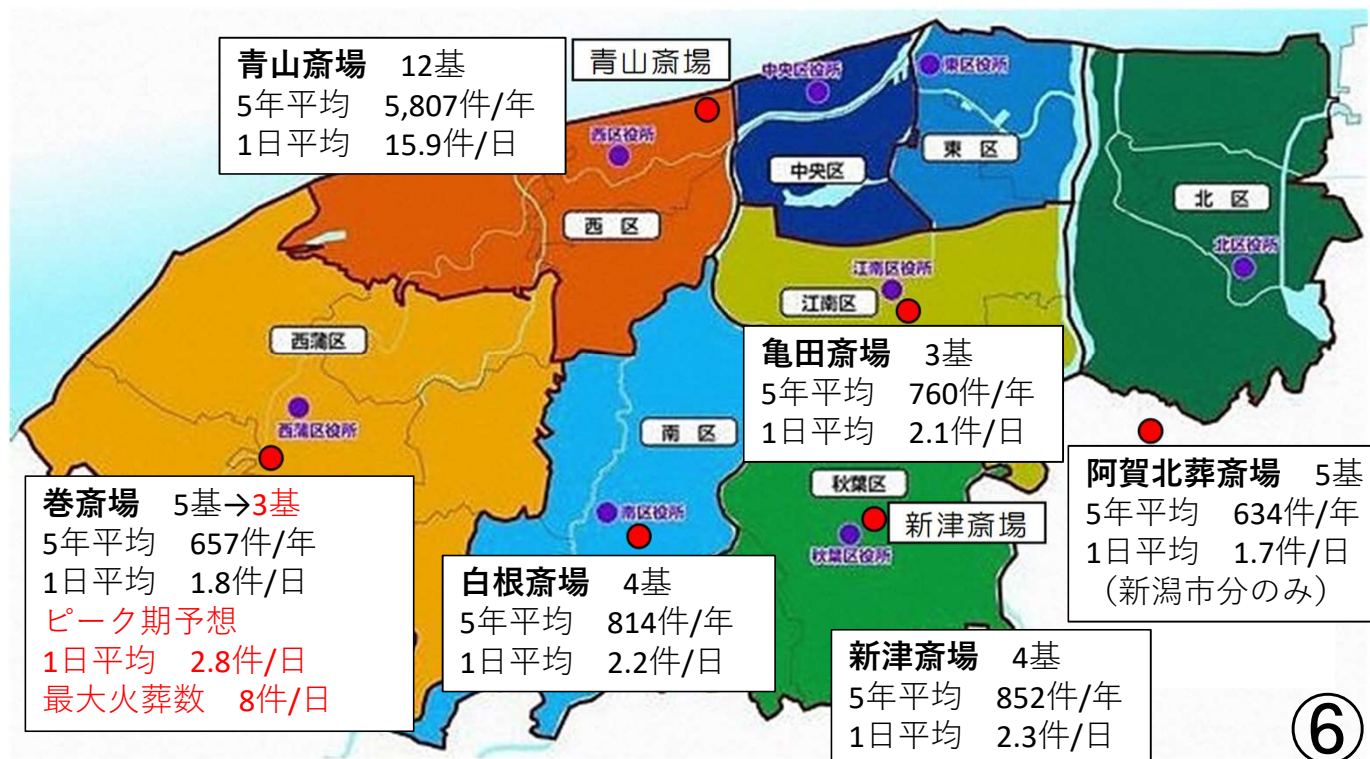 青山斎場　12基
5年平均　5,807件/年
1日平均　15.9件/日
青山斎場
中央区役所
東区役所
西区役所
東 区
中央区
北 区
西 区
北区役所
江南区役所
江南区
西蒲区
亀田斎場　3基
5年平均　760件/年
1日平均　2.1件/日
西蒲区役所
南 区
巻斎場　5基→3基
5年平均　657件/年
1日平均　1.8件/日
ピーク期予想
1日平均　2.8件/日
最大火葬数　8件/日
南区役所
白根斎場　4基
5年平均　814件/年
1日平均　2.2件/日
秋葉区
新津斎場
秋葉区役所
阿賀北葬斎場　5基
5年平均　634件/年
1日平均　1.7件/日
（新潟市分のみ）
新津斎場　4基
5年平均　852件/年
1日平均　2.3件/日
⑥